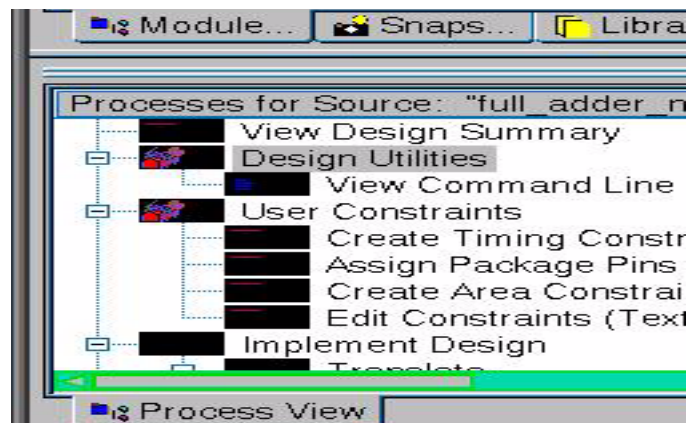 Module... Snaps... Libra
Processes for Source: "full_adder_n
View Design Summary
Design Utilities
View Command Line
User Constraints
Create Timing Constr
Assign Package Pins
Create Area Constrai
Edit Constraints (Text
Implement Design
Translate
Process View